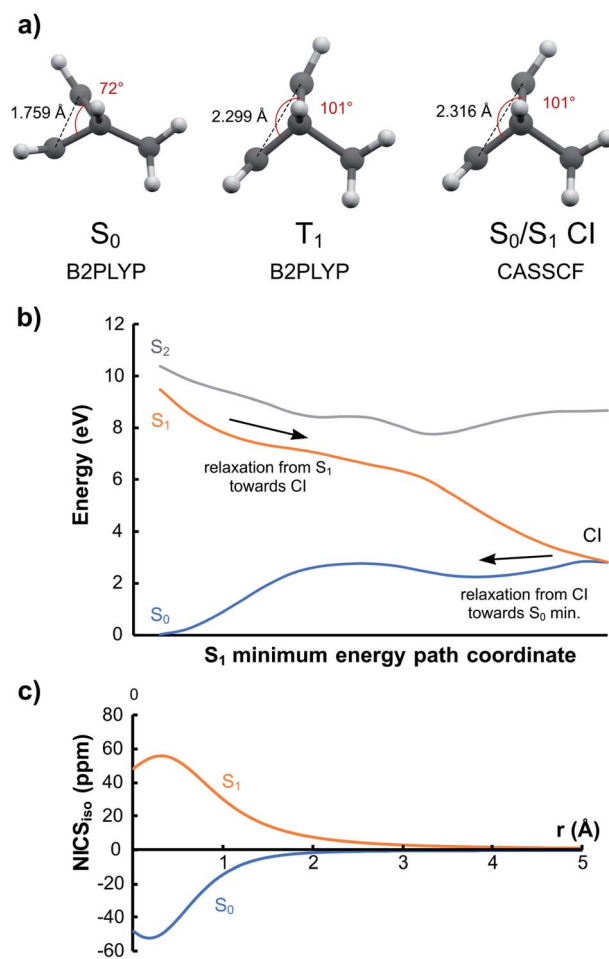 a)
72°
1.759 Å
2.299 Å
101°
2.316 Å
101°
S₀
T₁
S₀/S₁ CI
B2PLYP
B2PLYP
CASSCF
b)
12
10
8
6
4
2
0
Energy (eV)
S₂
S₁
relaxation from S₁
towards CI
CI
relaxation from CI
towards S₀ min.
S₀
S₁ minimum energy path coordinate
c)
0
80
60
40
20
0
-20
-40
-60
NICSiso (ppm)
S₁
r (Å)
1
2
3
4
5
S₀